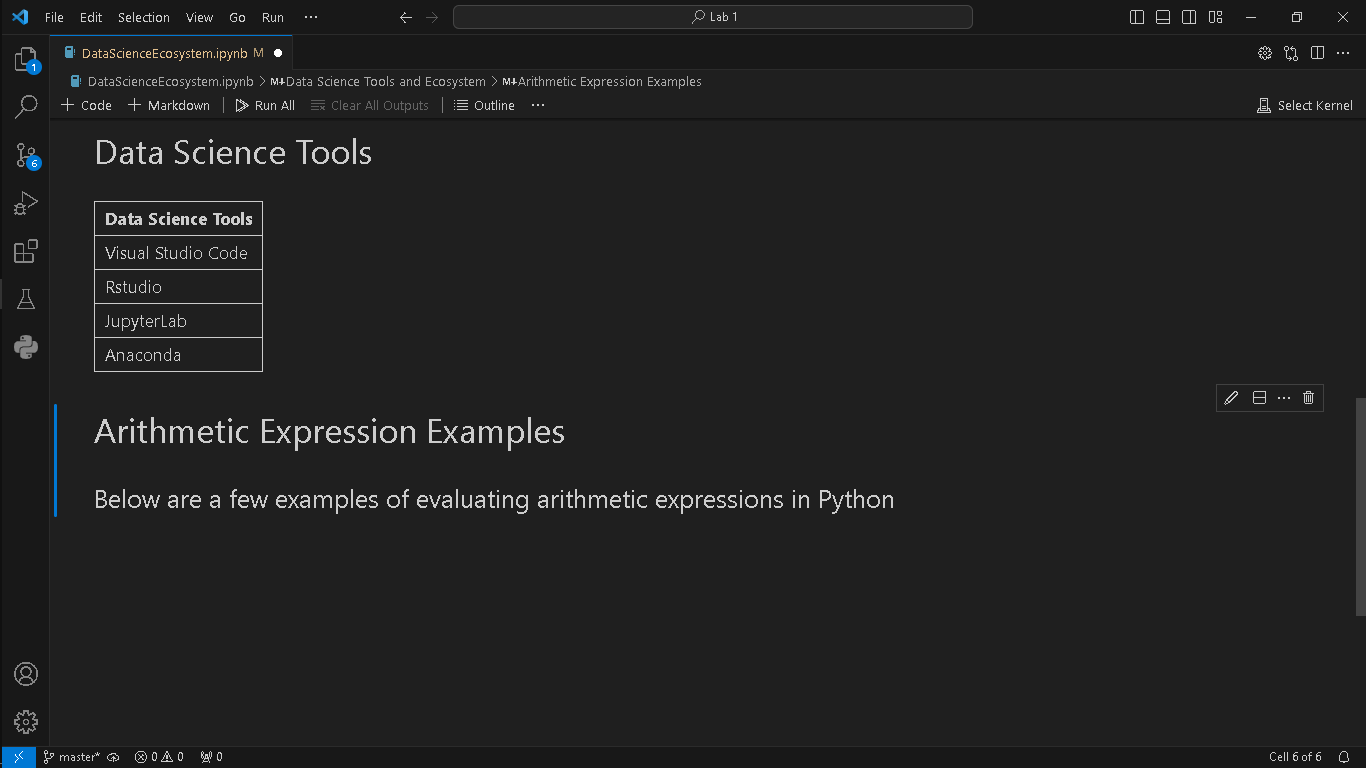 File Edit Selection View Go Run ···
Lab 1
DataScienceEcosystem.ipynb M
DataScienceEcosystem.ipynb > M↓Data Science Tools and Ecosystem > M↓Arithmetic Expression Examples
+ Code + Markdown Run All Clear All Outputs Outline ··· Select Kernel
1
6
Data Science Tools
Data Science Tools
Visual Studio Code
Rstudio
JupyterLab
Anaconda
Arithmetic Expression Examples
Below are a few examples of evaluating arithmetic expressions in Python
master* 0 0 0 Cell 6 of 6